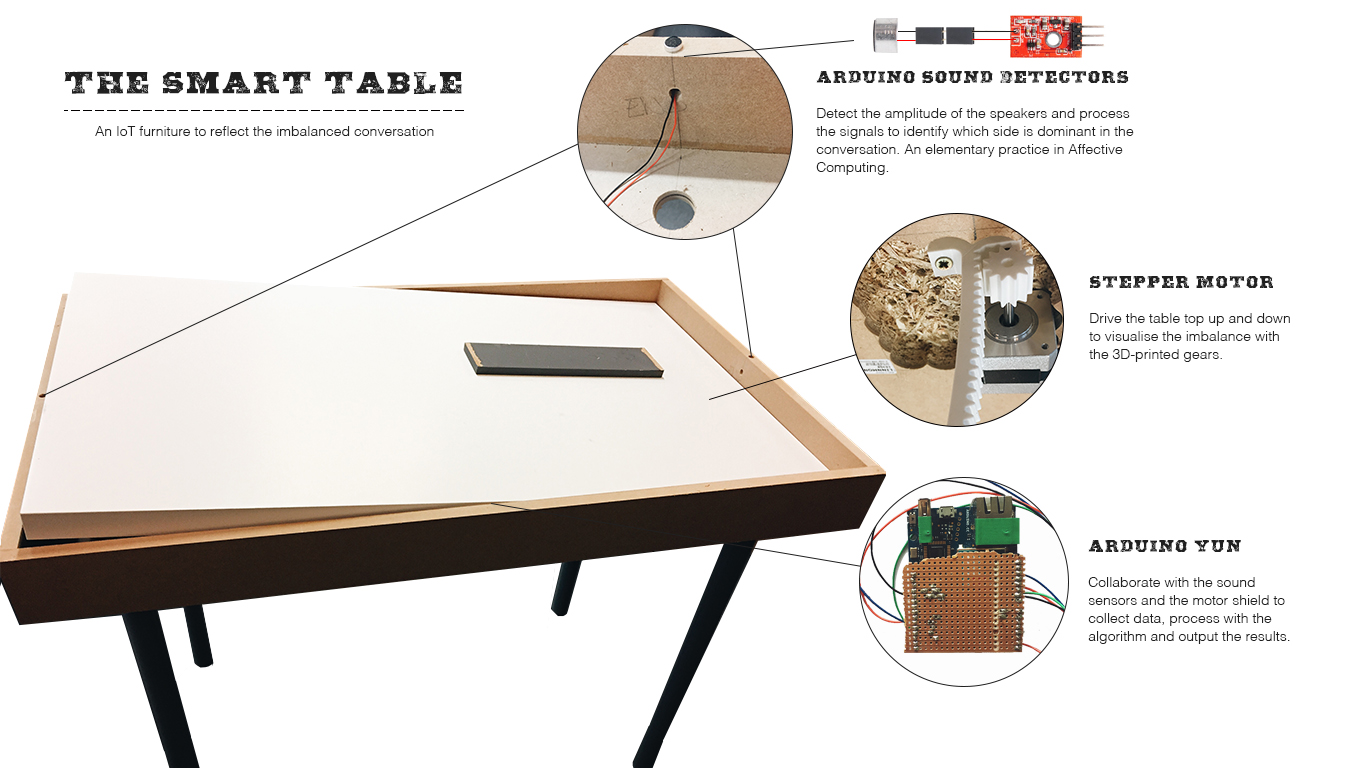 THE SMART TABLE
An IoT furniture to reflect the imbalanced conversation
ARDUINO SOUND DETECTORS
Detect the amplitude of the speakers and process
the signals to identify which side is dominant in the
conversation. An elementary practice in Affective
Computing.
STEPPER MOTOR
Drive the table top up and down
to visualise the imbalance with
the 3D-printed gears.
ARDUINO YUN
Collaborate with the sound
sensors and the motor shield to
collect data, process with the
algorithm and output the results.